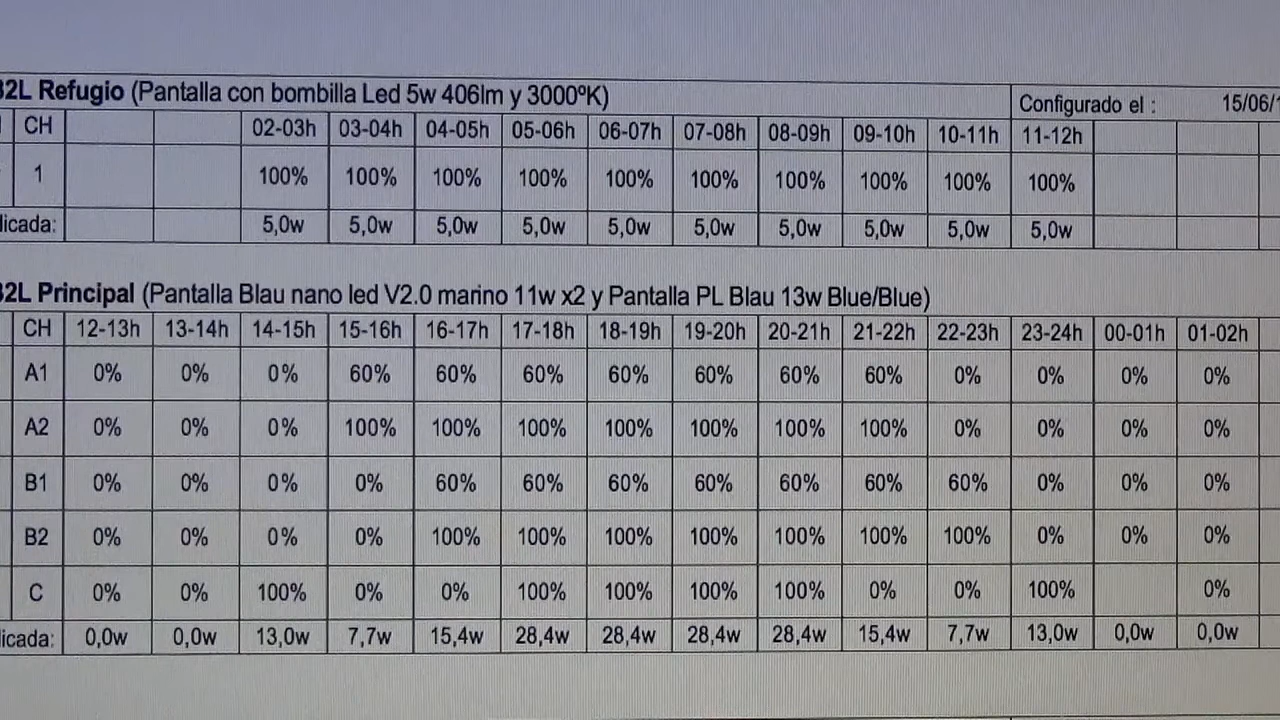 32L Refugio (Pantalla con bombilla Led 5w 406lm y 3000ºK)
Configurado el : 15/06/
CH 02-03h 03-04h 04-05h 05-06h 06-07h 07-08h 08-09h 09-10h 10-11h 11-12h
1 100% 100% 100% 100% 100% 100% 100% 100% 100% 100%
licada: 5,0w 5,0w 5,0w 5,0w 5,0w 5,0w 5,0w 5,0w 5,0w 5,0w
32L Principal (Pantalla Blau nano led V2.0 marino 11w x2 y Pantalla PL Blau 13w Blue/Blue)
CH 12-13h 13-14h 14-15h 15-16h 16-17h 17-18h 18-19h 19-20h 20-21h 21-22h 22-23h 23-24h 00-01h 01-02h
A1 0% 0% 0% 60% 60% 60% 60% 60% 60% 60% 0% 0% 0% 0%
A2 0% 0% 0% 100% 100% 100% 100% 100% 100% 100% 0% 0% 0% 0%
B1 0% 0% 0% 0% 60% 60% 60% 60% 60% 60% 60% 0% 0% 0%
B2 0% 0% 0% 0% 100% 100% 100% 100% 100% 100% 100% 0% 0% 0%
C 0% 0% 100% 0% 0% 100% 100% 100% 100% 0% 0% 100% 0%
licada: 0,0w 0,0w 13,0w 7,7w 15,4w 28,4w 28,4w 28,4w 28,4w 15,4w 7,7w 13,0w 0,0w 0,0w